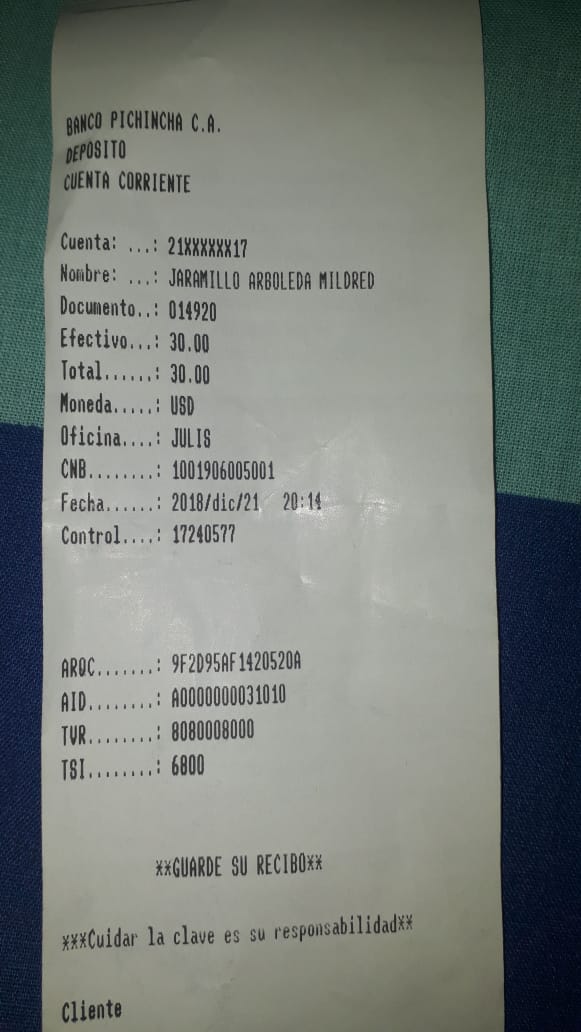 BANCO PICHINCHA C.A.
DEPOSITO
CUENTA CORRIENTE
Cuenta: ...: 21XXXXXX17
Nombre: ...: JARAMILLO ARBOLEDA MILDRED
Documento..: 014920
Efectivo...: 30.00
Total......: 30.00
Moneda.....: USD
Oficina....: JULIS
CNB........: 1001906005001
Fecha......: 2018/dic/21 20:14
Control....: 17240577
ARQC.......: 9F2D95AF1420520A
AID........: A0000000031010
TVR........: 8080008000
TSI........: 6800
**GUARDE SU RECIBO**
***Cuidar la clave es su responsabilidad**
Cliente